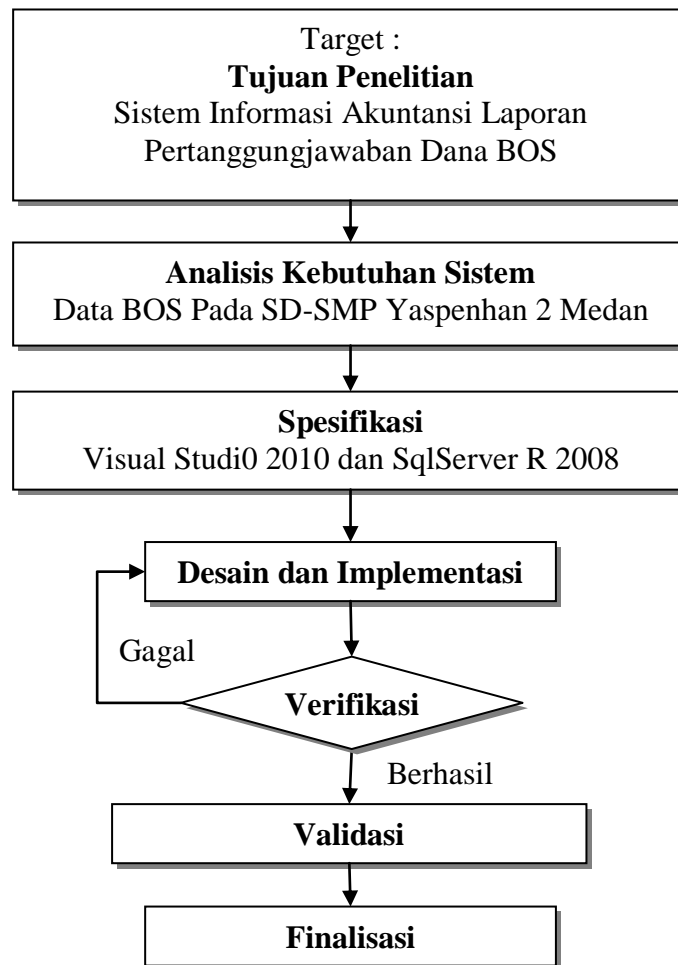 Target :
Tujuan Penelitian
Sistem Informasi Akuntansi Laporan
Pertanggungjawaban Dana BOS
Analisis Kebutuhan Sistem
Data BOS Pada SD-SMP Yaspenhan 2 Medan
Spesifikasi
Visual Studi0 2010 dan SqlServer R 2008
Desain dan Implementasi
Gagal
Verifikasi
Berhasil
Validasi
Finalisasi